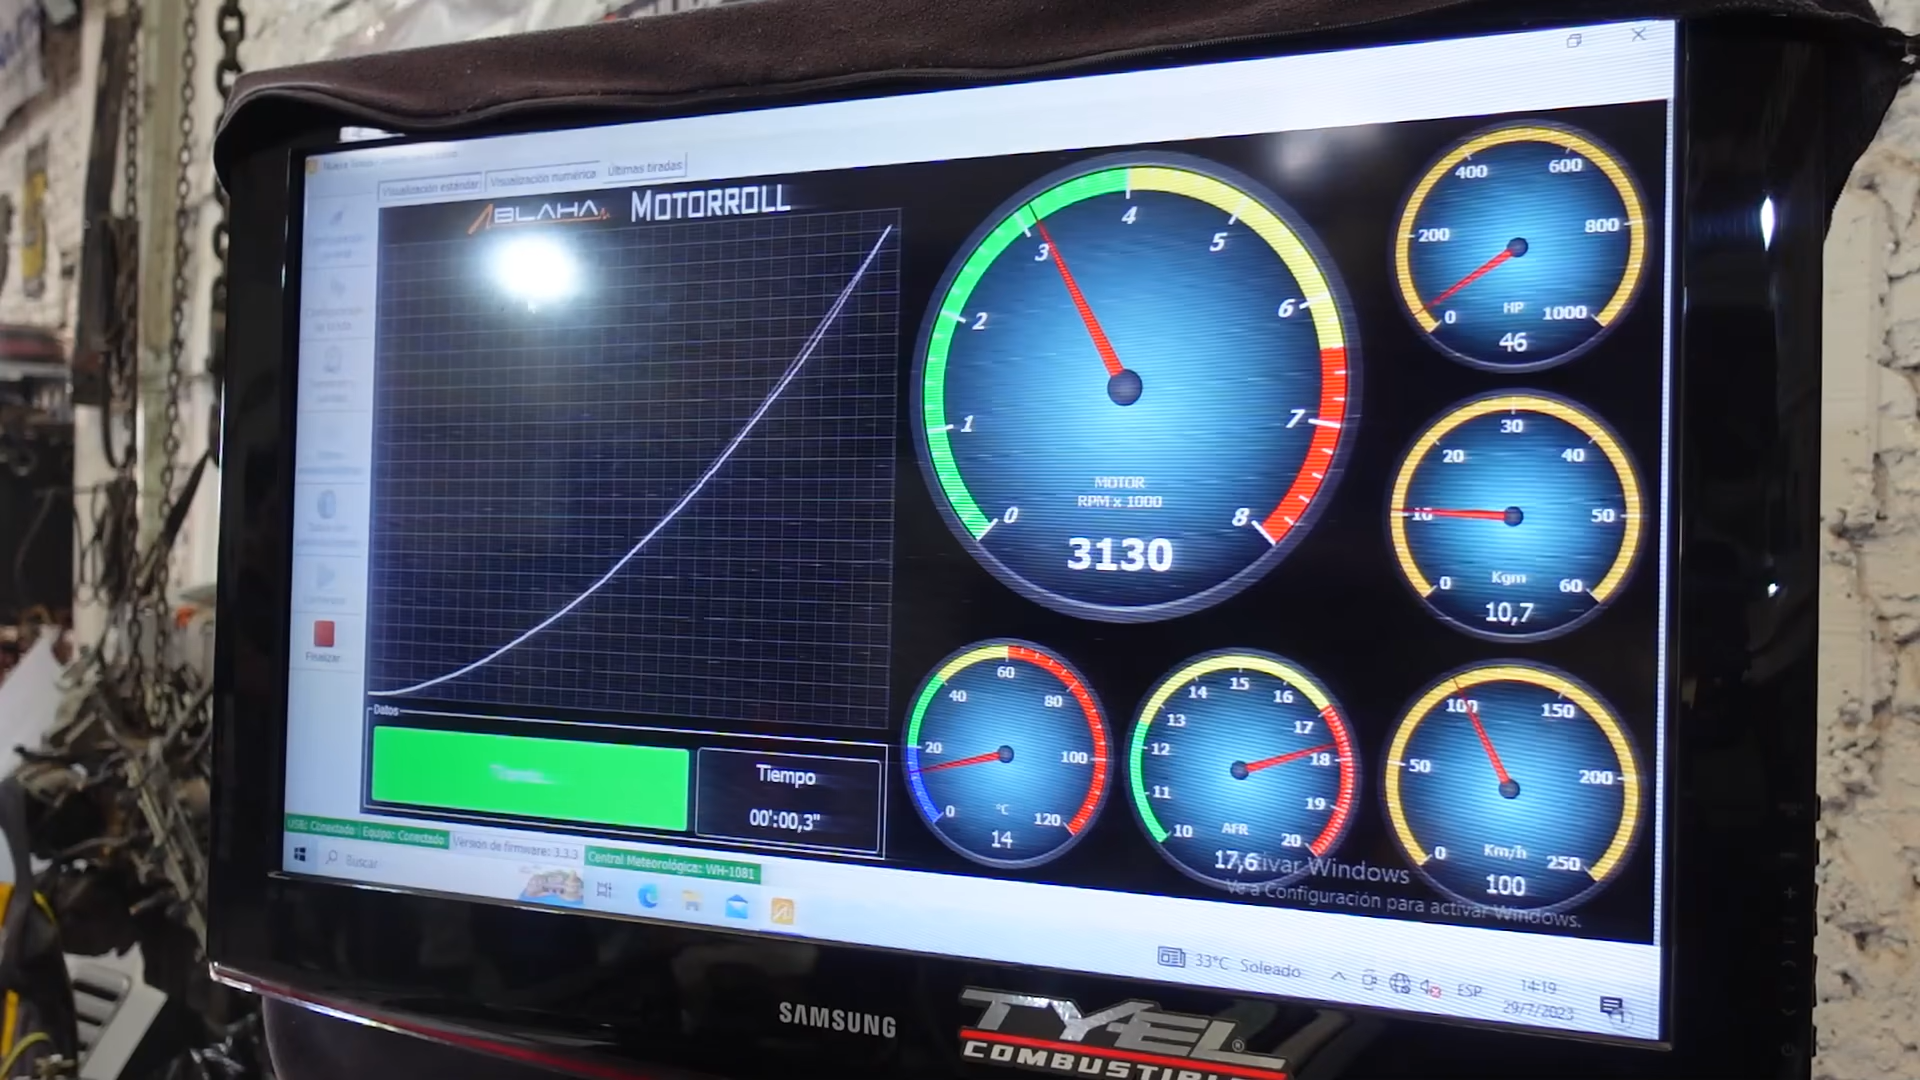 Visualización estándar
Visualización numérica
Últimas tiradas
ABLAHA MOTORROLL
0
1
2
3
4
5
6
7
8
MOTOR
RPM x 1000
3130
0
200
400
600
800
1000
HP
46
0
10
20
30
40
50
60
Kgm
10,7
0
20
40
60
80
100
120
°C
14
10
11
12
13
14
15
16
17
18
19
20
AFR
17,6
0
50
100
150
200
250
Km/h
100
Finalizar
Datos
Tiempo
00':00,3"
USB: Conectado
Equipo: Conectado
Versión de firmware: 3.3.3
Central Meteorológica: WH-1081
Activar Windows
Ve a Configuración para activar Windows.
Buscar
33°C Soleado
ESP
14:19
29/7/2023
SAMSUNG
TYEL®
COMBUSTIBL